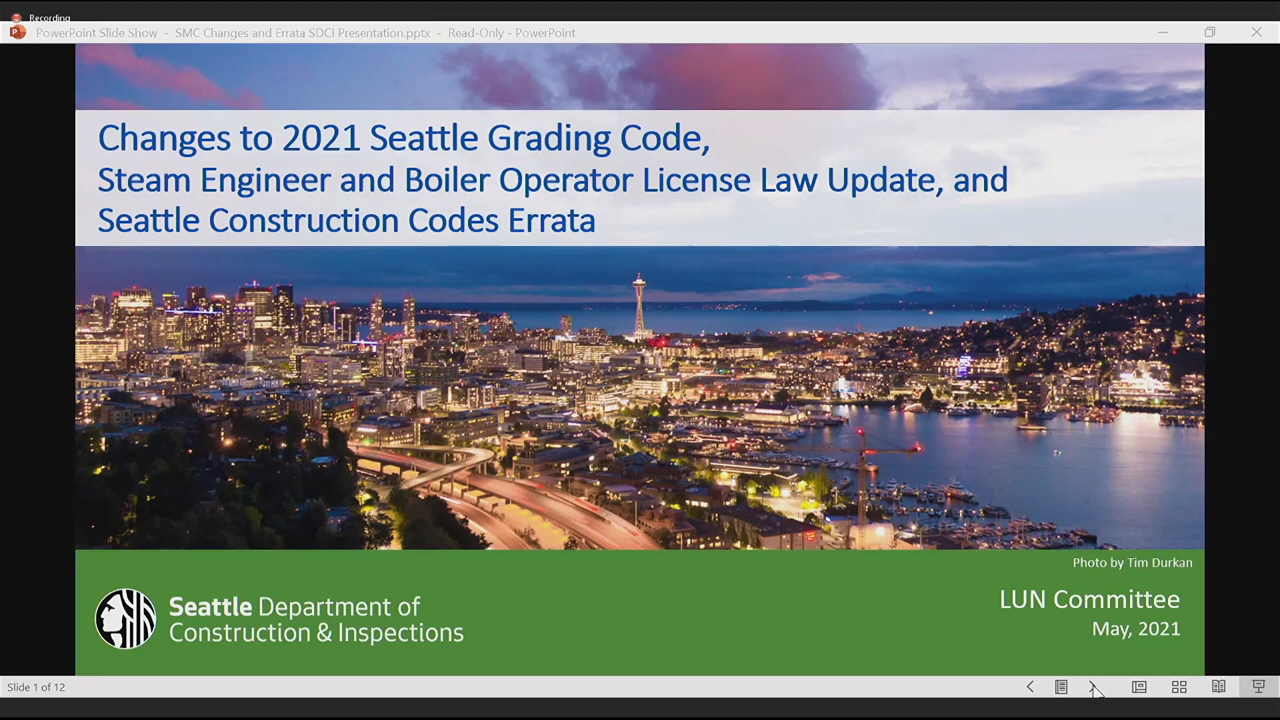 Recording
PowerPoint Slide Show - SMC Changes and Errata SDCI Presentation.pptx - Read-Only - PowerPoint
Changes to 2021 Seattle Grading Code,
Steam Engineer and Boiler Operator License Law Update, and
Seattle Construction Codes Errata
Photo by Tim Durkan
Seattle Department of
Construction & Inspections
LUN Committee
May, 2021
Slide 1 of 12